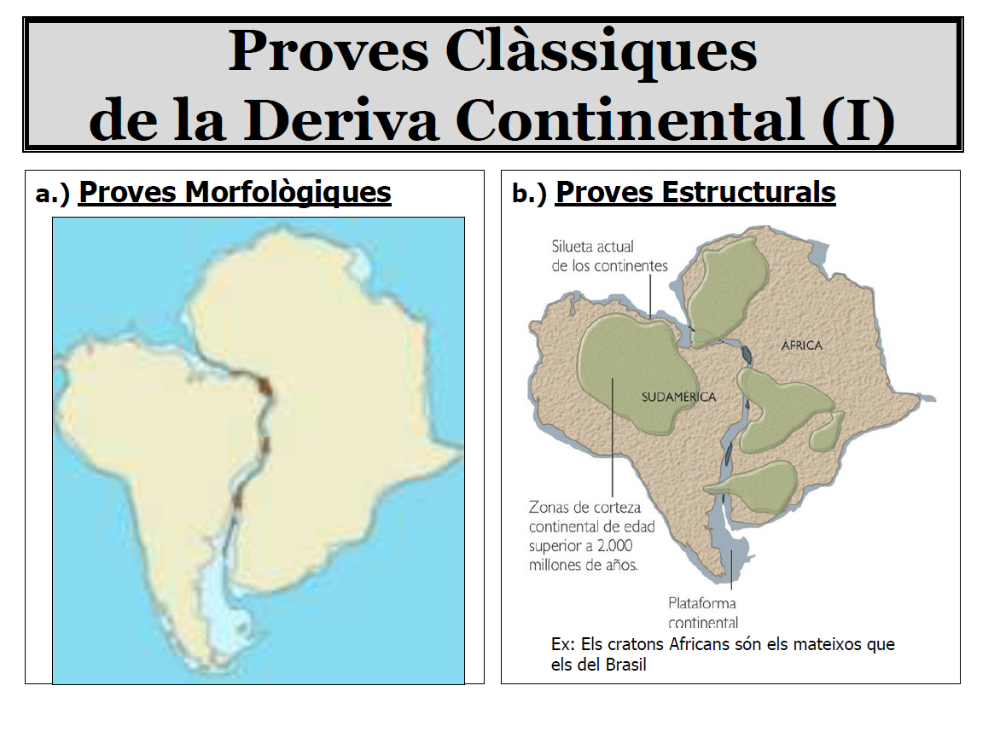 Proves Clàssiques
de la Deriva Continental (I)
a.) Proves Morfològiques
b.) Proves Estructurals
Silueta actual
de los continentes
ÁFRICA
SUDAMÉRICA
Zonas de corteza
continental de edad
superior a 2.000
millones de años.
Plataforma
continental
Ex: Els cratons Africans són els mateixos que
els del Brasil